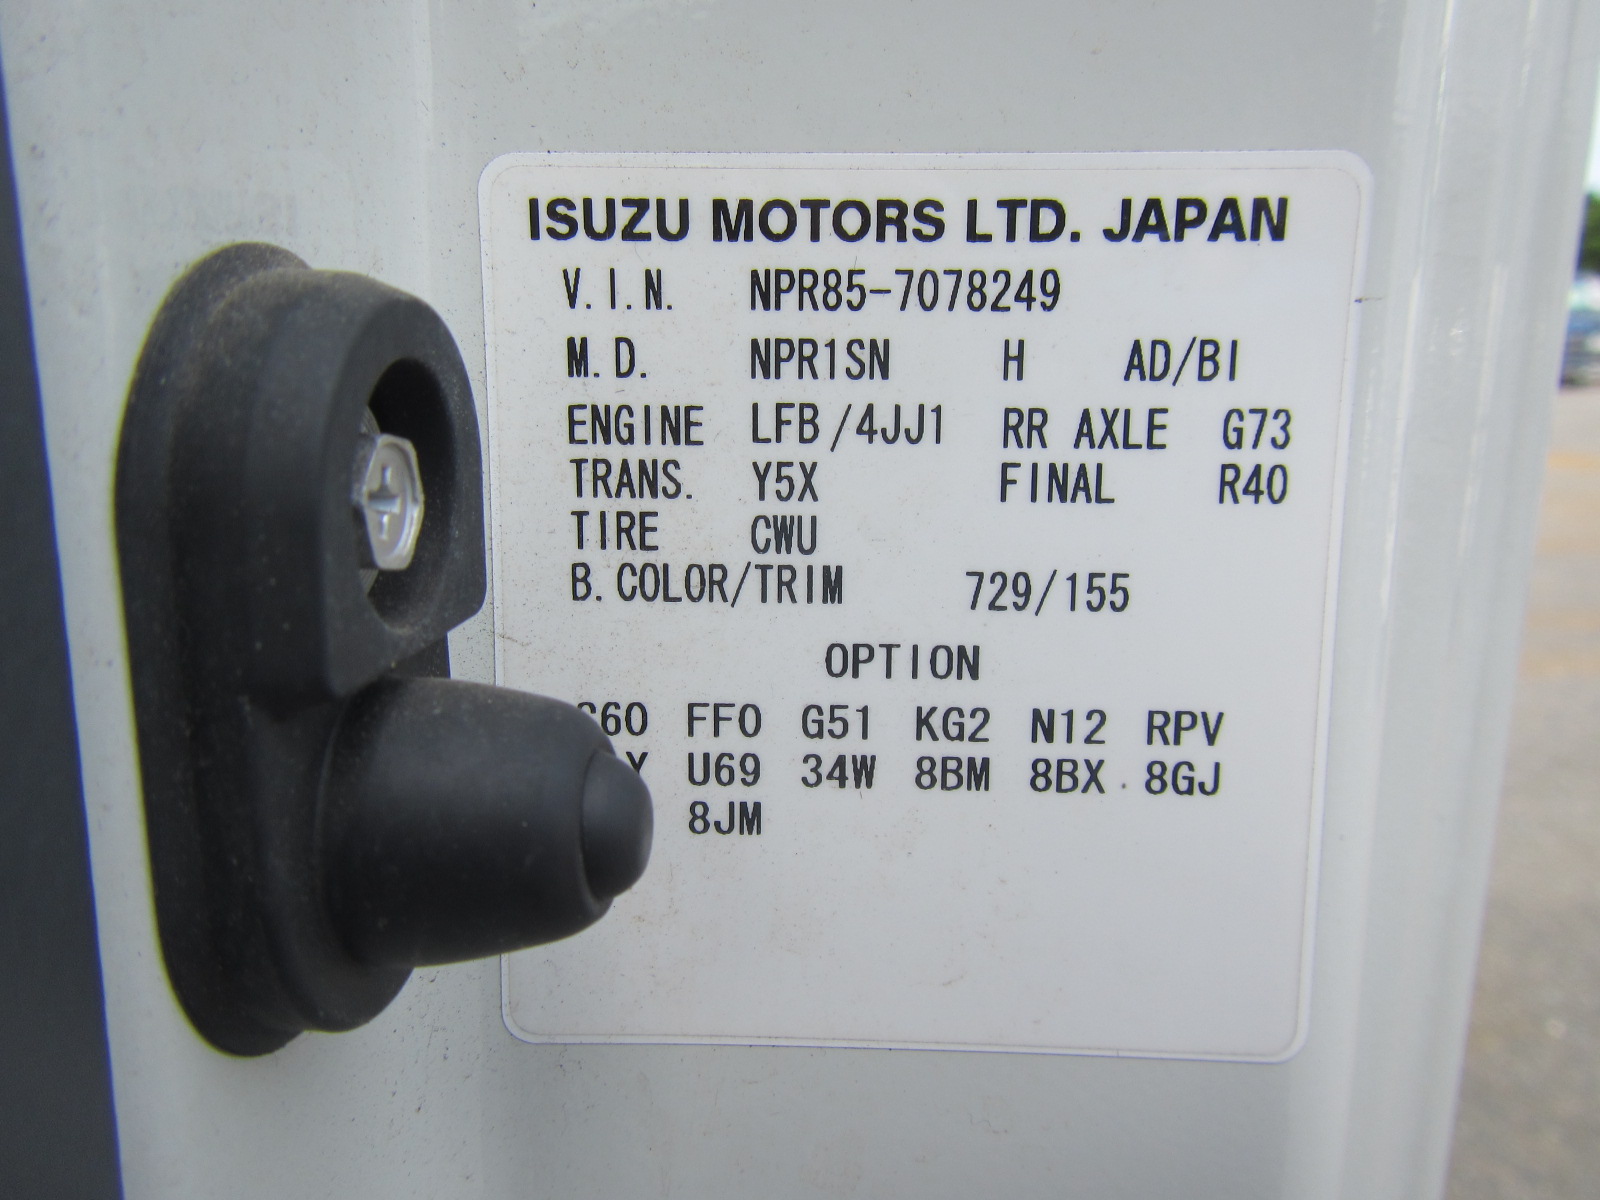 ISUZU MOTORS LTD. JAPAN
V.I.N. NPR85-7078249
M.D. NPR1SN H AD/BI
ENGINE LFB/4JJ1 RR AXLE G73
TRANS. Y5X FINAL R40
TIRE CWU
B.COLOR/TRIM 729/155
OPTION
FF0 G51 KG2 N12 RPV
U69 34W 8BM 8BX 8GJ
8JM